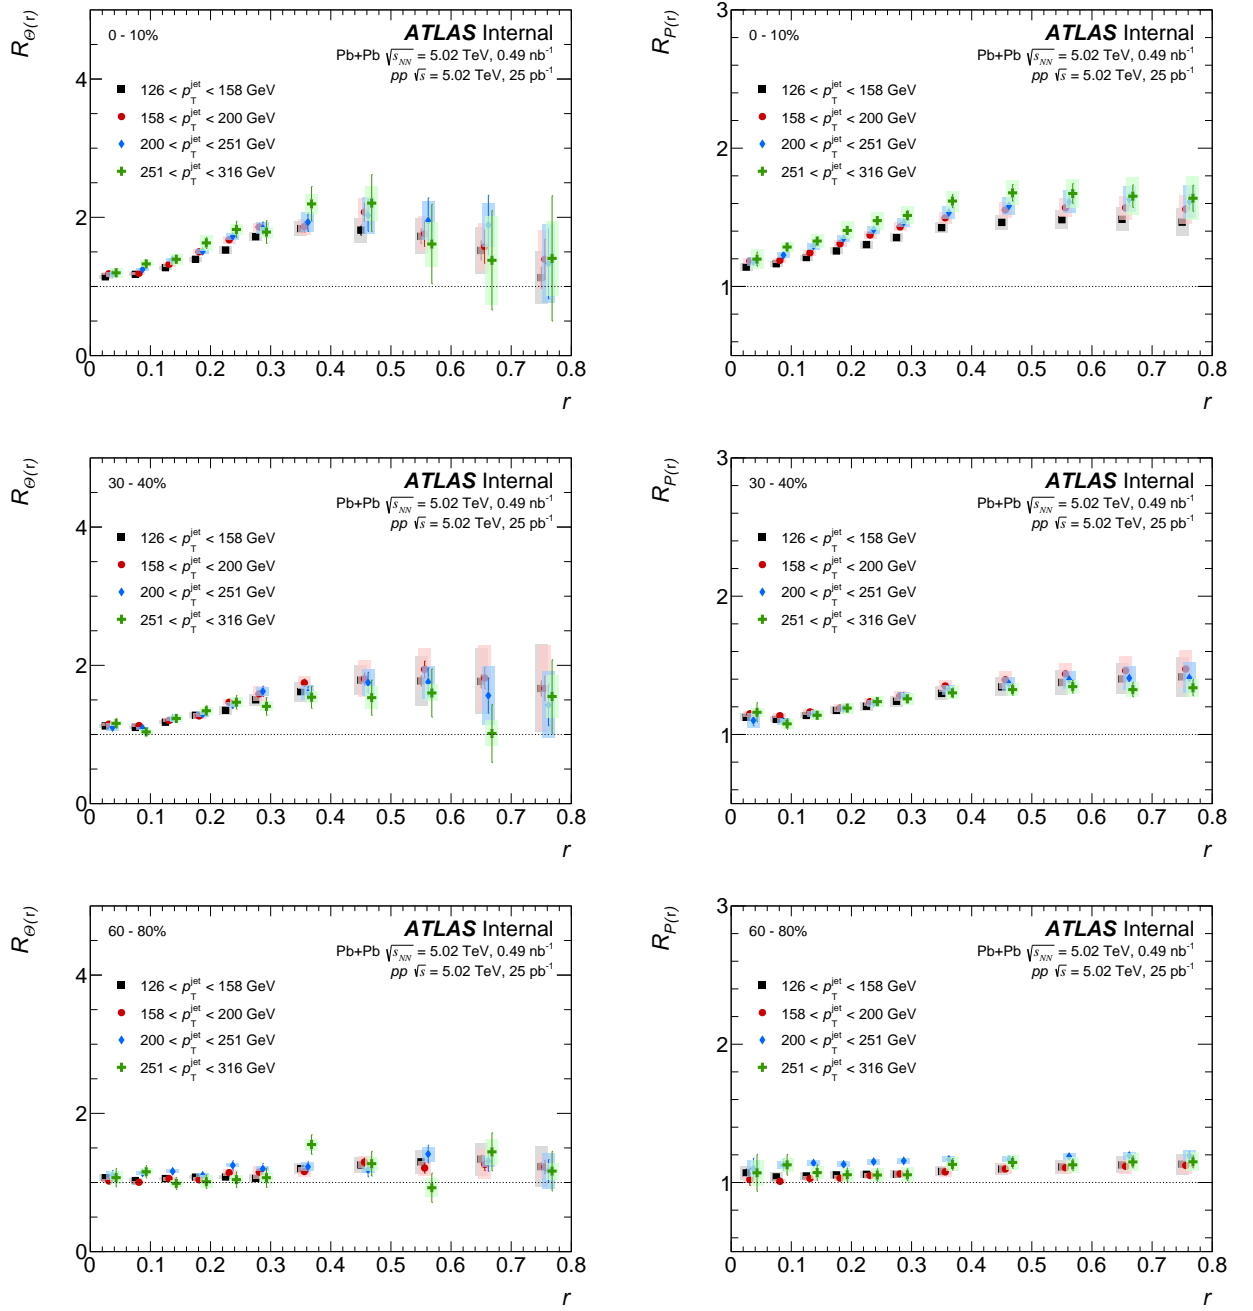 R_Θ(r)
4
2
0
0 - 10%
ATLAS Internal
Pb+Pb √s_NN = 5.02 TeV, 0.49 nb⁻¹
pp √s = 5.02 TeV, 25 pb⁻¹
126 < p_T^jet < 158 GeV
158 < p_T^jet < 200 GeV
200 < p_T^jet < 251 GeV
251 < p_T^jet < 316 GeV
0 0.1 0.2 0.3 0.4 0.5 0.6 0.7 0.8
r
R_P(r)
3
2
1
0 - 10%
ATLAS Internal
Pb+Pb √s_NN = 5.02 TeV, 0.49 nb⁻¹
pp √s = 5.02 TeV, 25 pb⁻¹
126 < p_T^jet < 158 GeV
158 < p_T^jet < 200 GeV
200 < p_T^jet < 251 GeV
251 < p_T^jet < 316 GeV
0 0.1 0.2 0.3 0.4 0.5 0.6 0.7 0.8
r
R_Θ(r)
4
2
0
30 - 40%
ATLAS Internal
Pb+Pb √s_NN = 5.02 TeV, 0.49 nb⁻¹
pp √s = 5.02 TeV, 25 pb⁻¹
126 < p_T^jet < 158 GeV
158 < p_T^jet < 200 GeV
200 < p_T^jet < 251 GeV
251 < p_T^jet < 316 GeV
0 0.1 0.2 0.3 0.4 0.5 0.6 0.7 0.8
r
R_P(r)
3
2
1
30 - 40%
ATLAS Internal
Pb+Pb √s_NN = 5.02 TeV, 0.49 nb⁻¹
pp √s = 5.02 TeV, 25 pb⁻¹
126 < p_T^jet < 158 GeV
158 < p_T^jet < 200 GeV
200 < p_T^jet < 251 GeV
251 < p_T^jet < 316 GeV
0 0.1 0.2 0.3 0.4 0.5 0.6 0.7 0.8
r
R_Θ(r)
4
2
0
60 - 80%
ATLAS Internal
Pb+Pb √s_NN = 5.02 TeV, 0.49 nb⁻¹
pp √s = 5.02 TeV, 25 pb⁻¹
126 < p_T^jet < 158 GeV
158 < p_T^jet < 200 GeV
200 < p_T^jet < 251 GeV
251 < p_T^jet < 316 GeV
0 0.1 0.2 0.3 0.4 0.5 0.6 0.7 0.8
r
R_P(r)
3
2
1
60 - 80%
ATLAS Internal
Pb+Pb √s_NN = 5.02 TeV, 0.49 nb⁻¹
pp √s = 5.02 TeV, 25 pb⁻¹
126 < p_T^jet < 158 GeV
158 < p_T^jet < 200 GeV
200 < p_T^jet < 251 GeV
251 < p_T^jet < 316 GeV
0 0.1 0.2 0.3 0.4 0.5 0.6 0.7 0.8
r